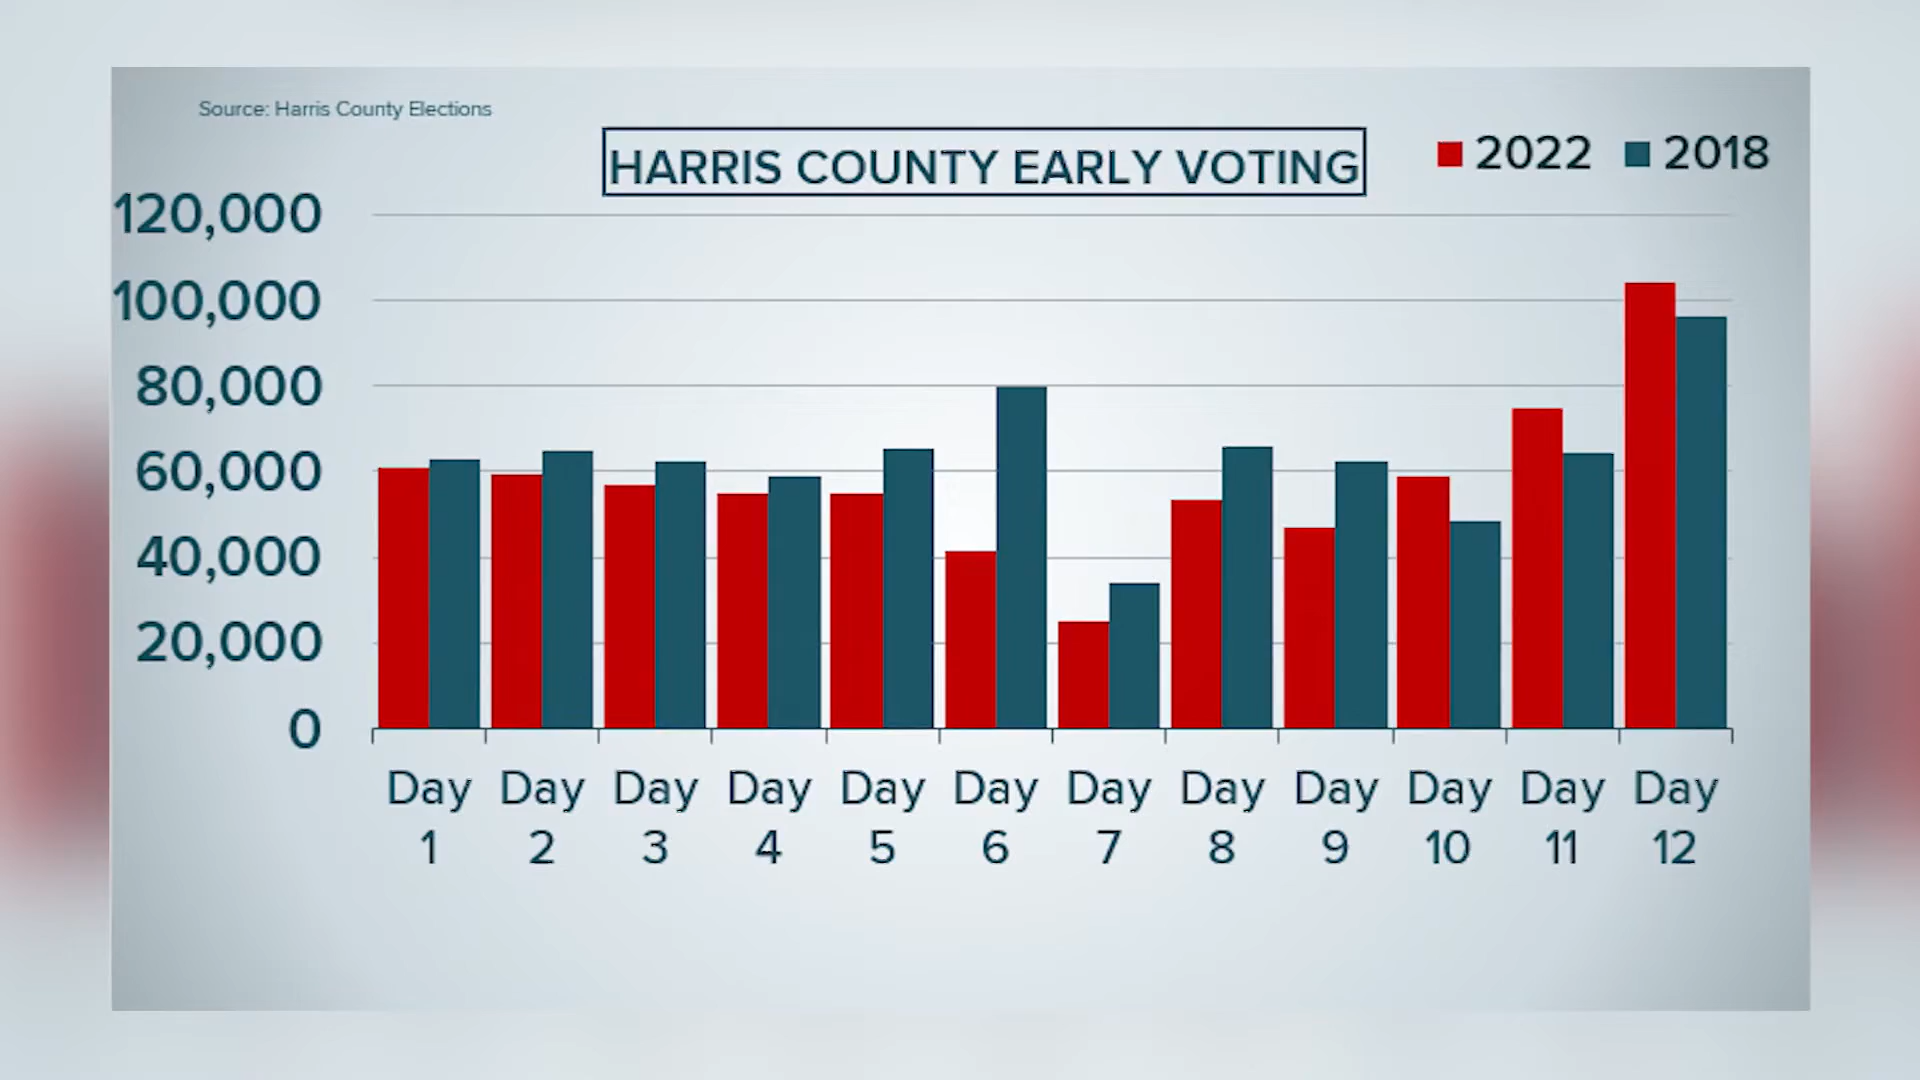 Source: Harris County Elections
HARRIS COUNTY EARLY VOTING
2022 2018
120,000
100,000
80,000
60,000
40,000
20,000
0
Day Day Day Day Day Day Day Day Day Day Day Day
1 2 3 4 5 6 7 8 9 10 11 12